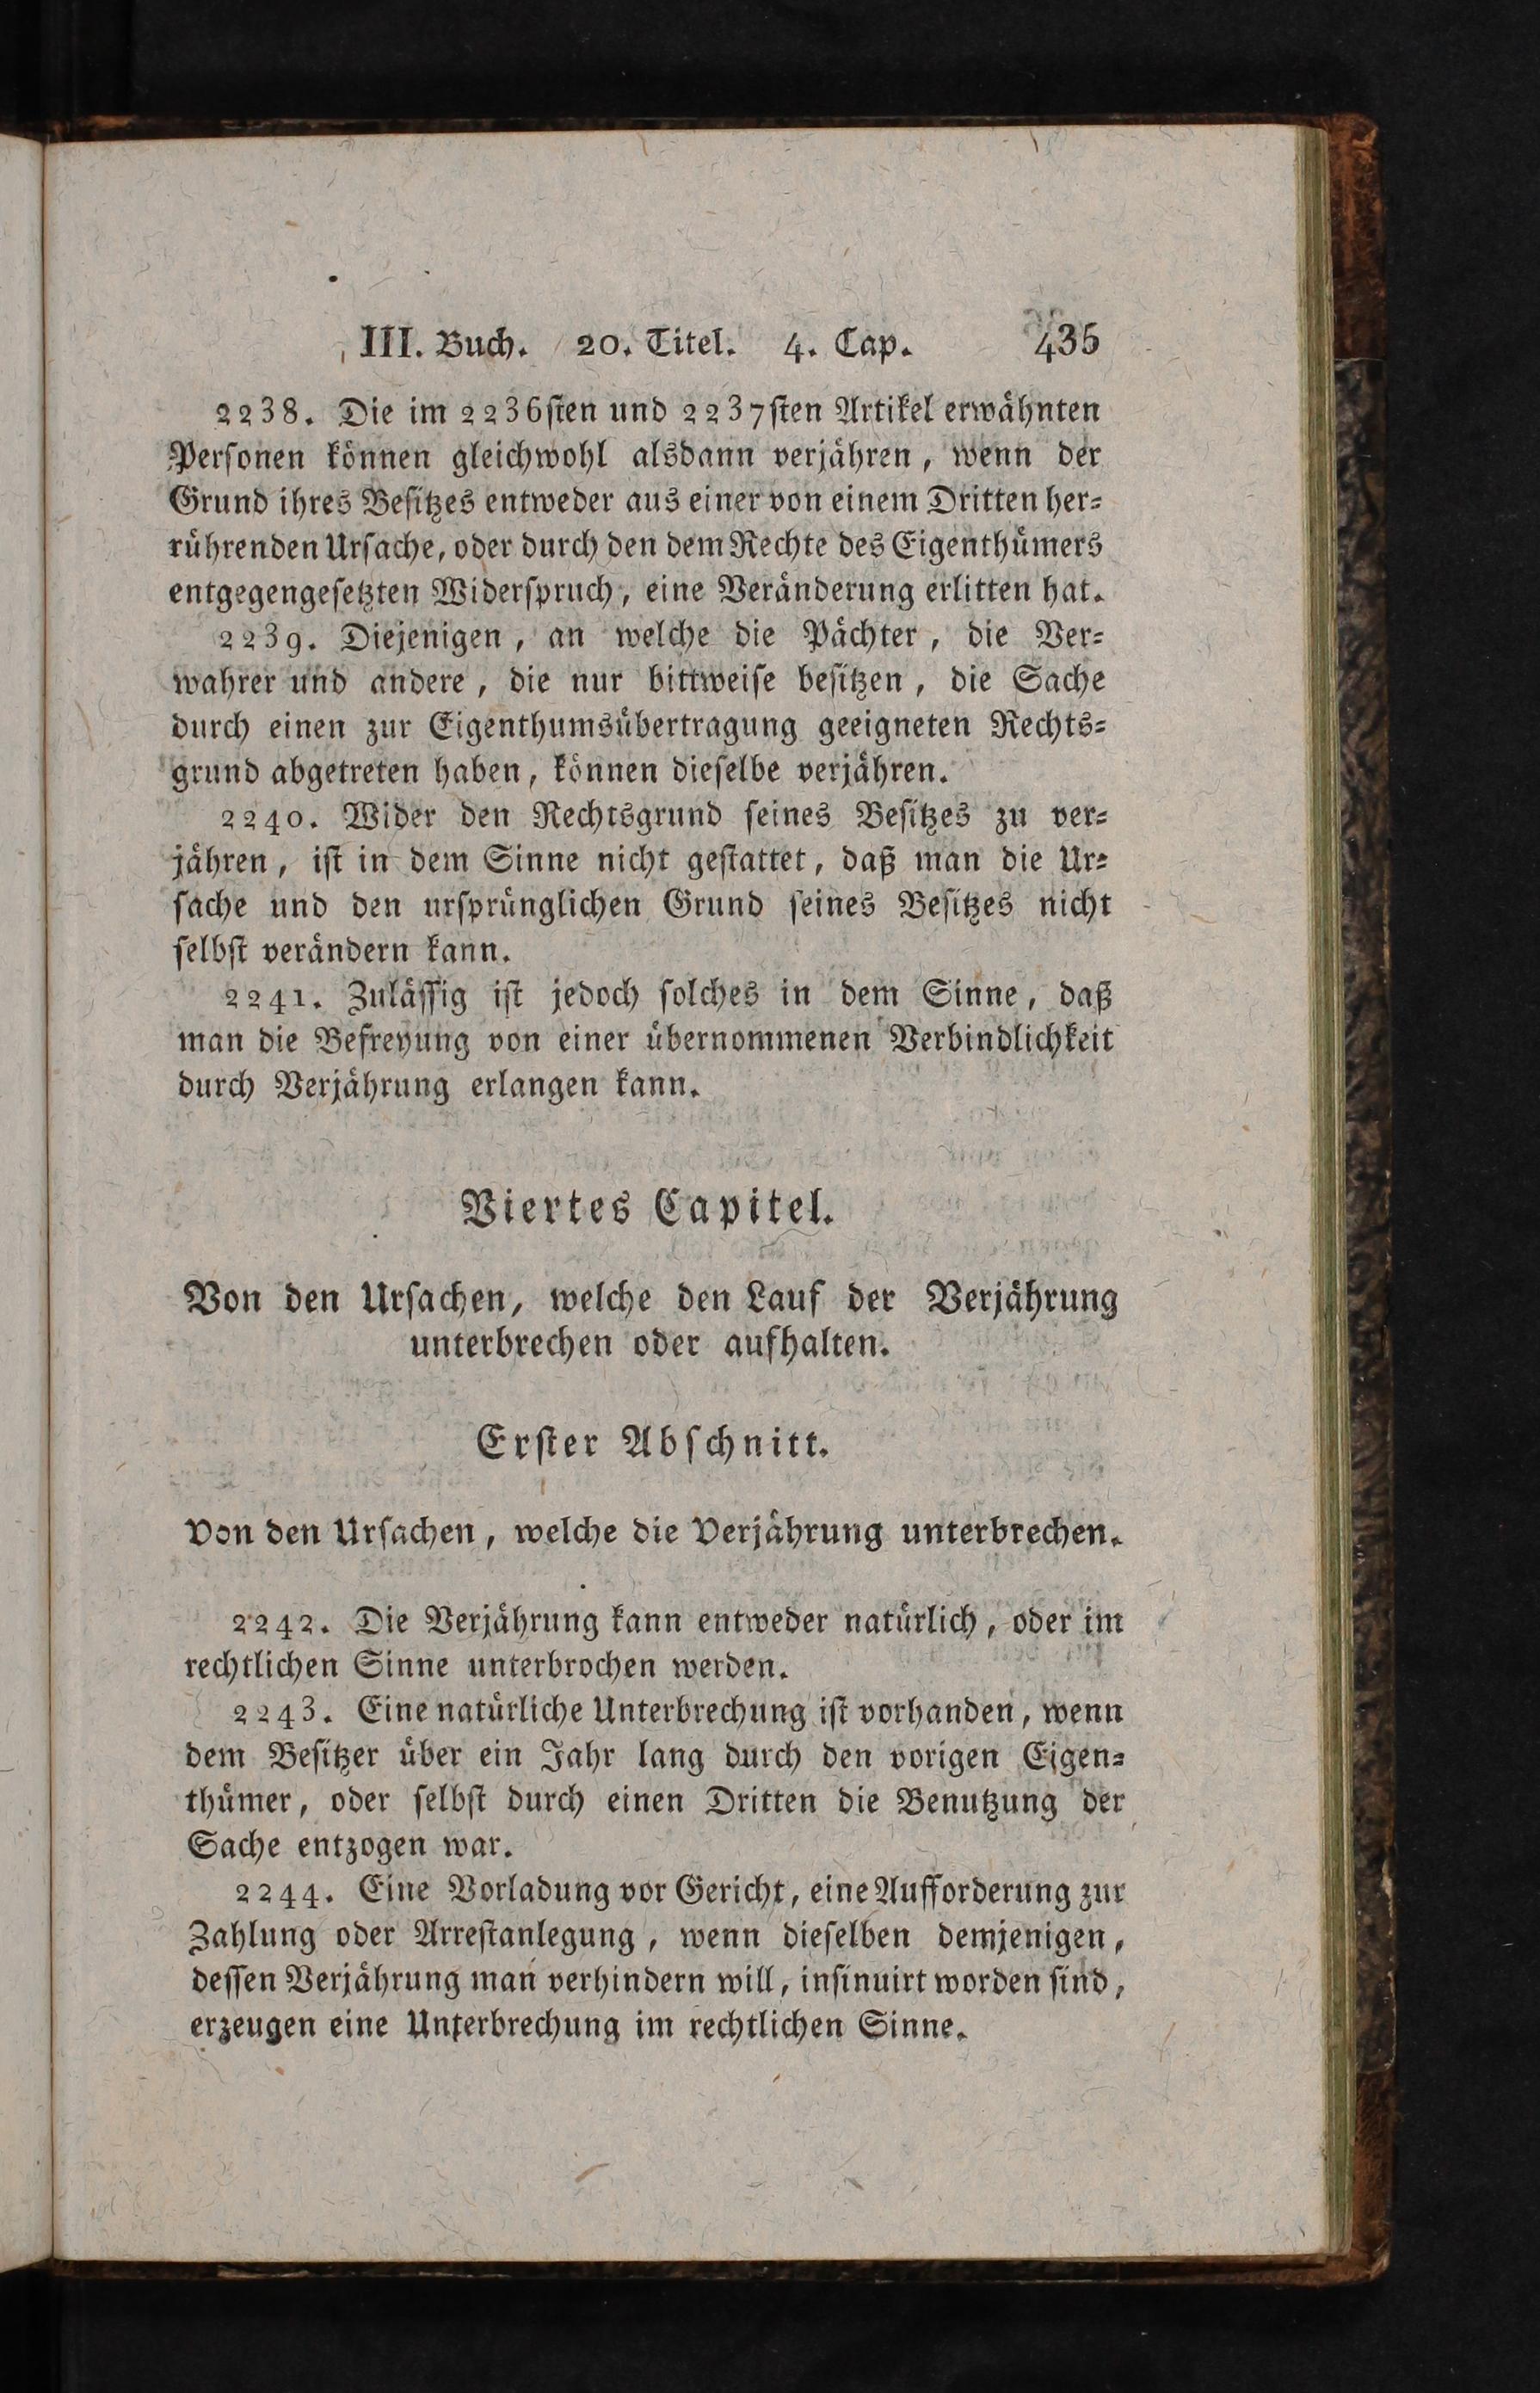 III. Buch. 20. Titel. 4. Cap. 435
2238. Die im 2236ſten und 2237ſten Artikel erwähnten
Perſonen können gleichwohl alsdann verjähren, wenn der
Grund ihres Beſitzes entweder aus einer von einem Dritten her⸗
rührenden Urſache, oder durch den dem Rechte des Eigenthümers
entgegengeſetzten Widerſpruch, eine Veränderung erlitten hat.
2239. Diejenigen, an welche die Pächter, die Ver⸗
wahrer und andere, die nur bittweiſe beſitzen, die Sache
durch einen zur Eigenthumsübertragung geeigneten Rechts⸗
grund abgetreten haben, können dieſelbe verjähren.
2240. Wider den Rechtsgrund ſeines Beſitzes zu ver⸗
jähren, iſt in dem Sinne nicht geſtattet, daß man die Ur⸗
ſache und den urſprünglichen Grund ſeines Beſitzes nicht
ſelbſt verändern kann.
2241. Zuläſſig iſt jedoch ſolches in dem Sinne, daß
man die Befreyung von einer übernommenen Verbindlichkeit
durch Verjährung erlangen kann.
Viertes Capitel.
Von den Urſachen, welche den Lauf der Verjährung
unterbrechen oder aufhalten.
Erſter Abſchnitt.
Von den Urſachen, welche die Verjährung unterbrechen.
2242. Die Verjährung kann entweder natürlich, oder im
rechtlichen Sinne unterbrochen werden.
2243. Eine natürliche Unterbrechung iſt vorhanden, wenn
dem Beſitzer über ein Jahr lang durch den vorigen Eigen⸗
thümer, oder ſelbſt durch einen Dritten die Benutzung der
Sache entzogen war.
2244. Eine Vorladung vor Gericht, eine Aufforderung zur
Zahlung oder Arreſtanlegung, wenn dieſelben demjenigen,
deſſen Verjährung man verhindern will, inſinuirt worden ſind,
erzeugen eine Unterbrechung im rechtlichen Sinne.